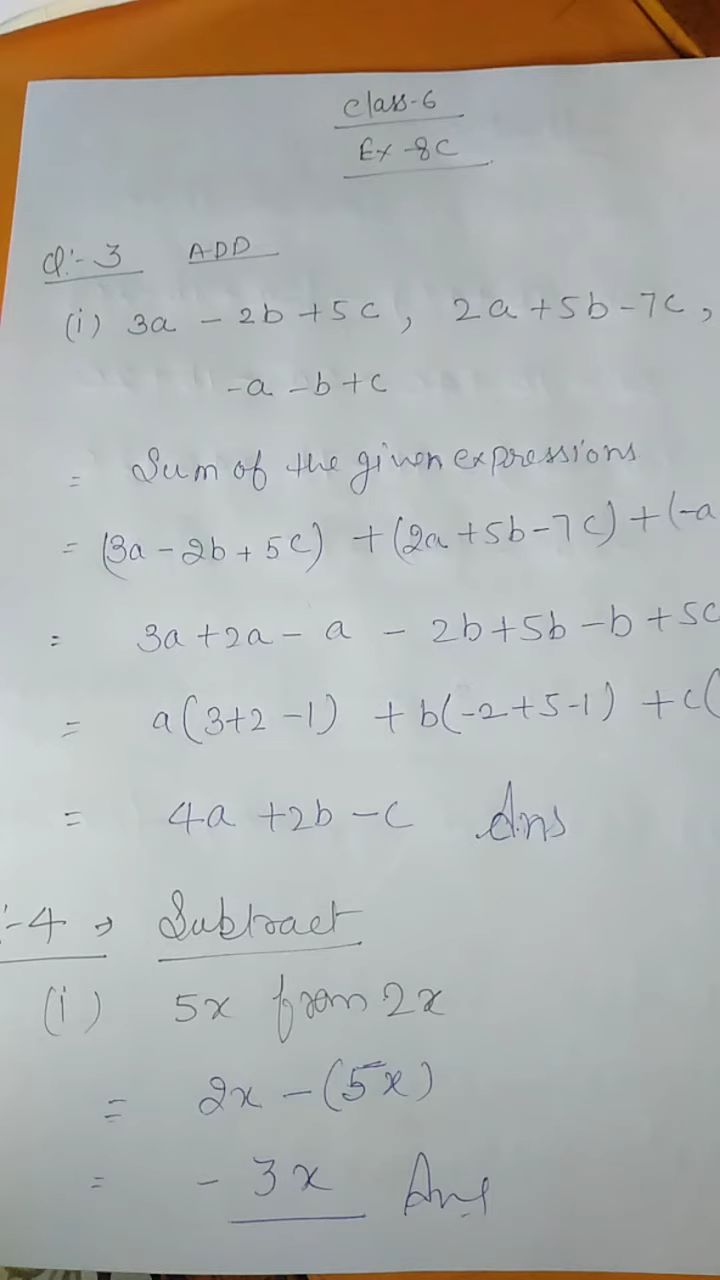 Class-6
Ex-8C
Q:-3 ADD
(i) 3a - 2b + 5c, 2a + 5b - 7c,
-a - b + c
= Sum of the given expressions
= (3a - 2b + 5c) + (2a + 5b - 7c) + (-a
= 3a + 2a - a - 2b + 5b - b + 5c
= a(3+2-1) + b(-2+5-1) + c(
= 4a + 2b - c Ans
:-4 → Subtract
(i) 5x from 2x
= 2x - (5x)
= - 3x Ans